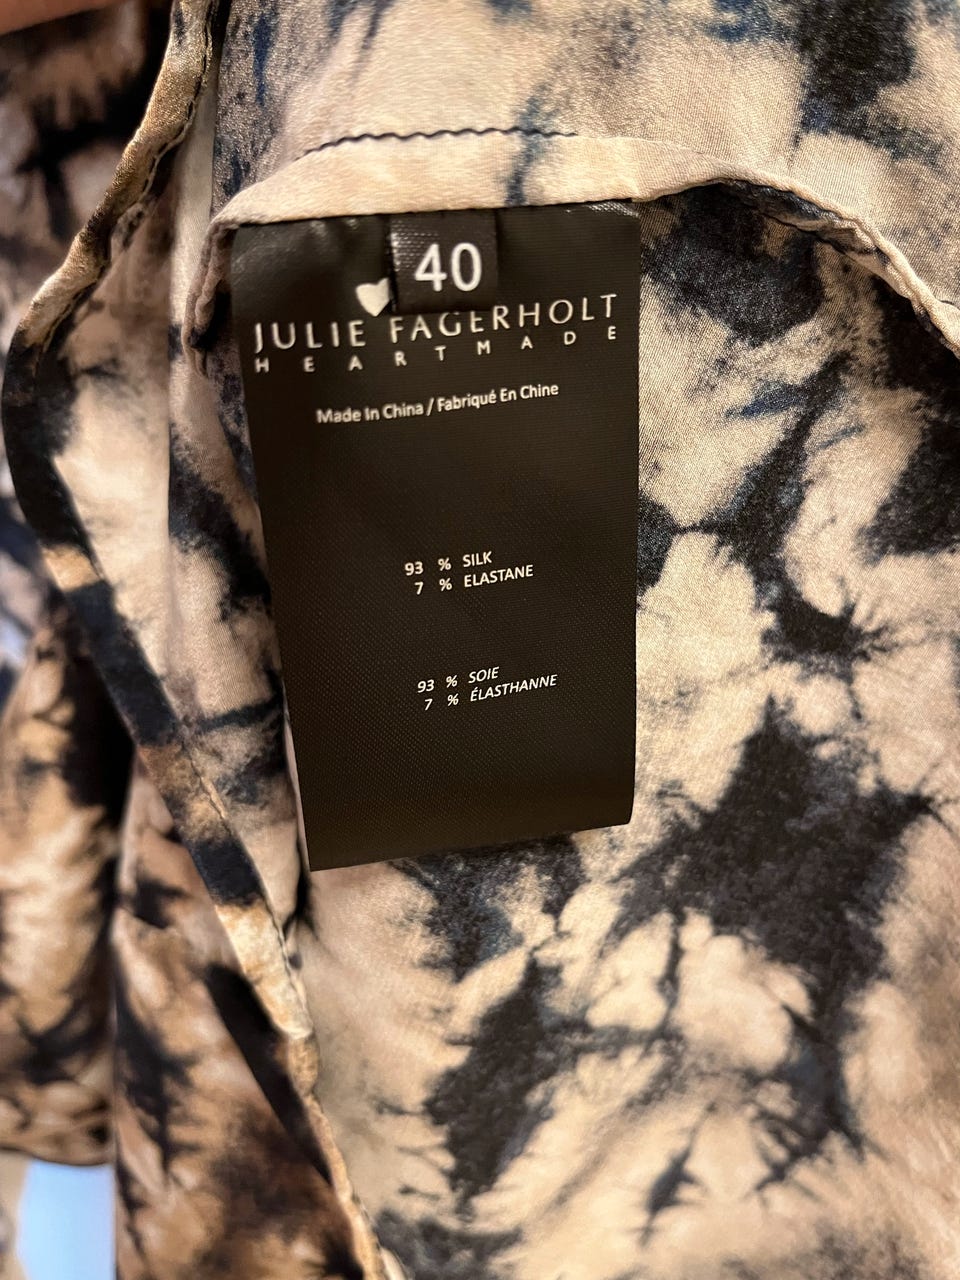 40
JULIE FAGERHOLT
HEARTMADE
Made In China / Fabriqué En Chine
93 % SILK
7 % ELASTANE
93 % SOIE
7 % ÉLASTHANNE